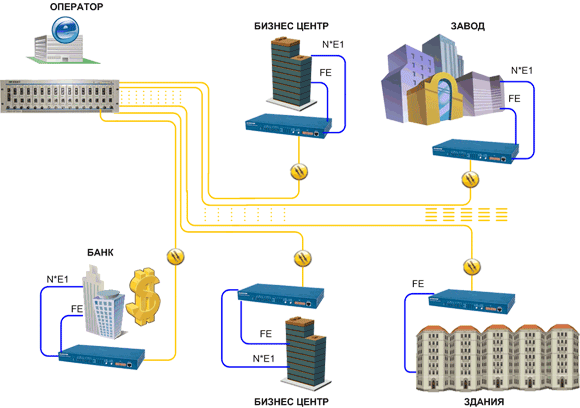 ОПЕРАТОР
БИЗНЕС ЦЕНТР
ЗАВОД
N*E1
FE
N*E1
FE
БАНК
N*E1
FE
FE
N*E1
БИЗНЕС ЦЕНТР
FE
ЗДАНИЯ